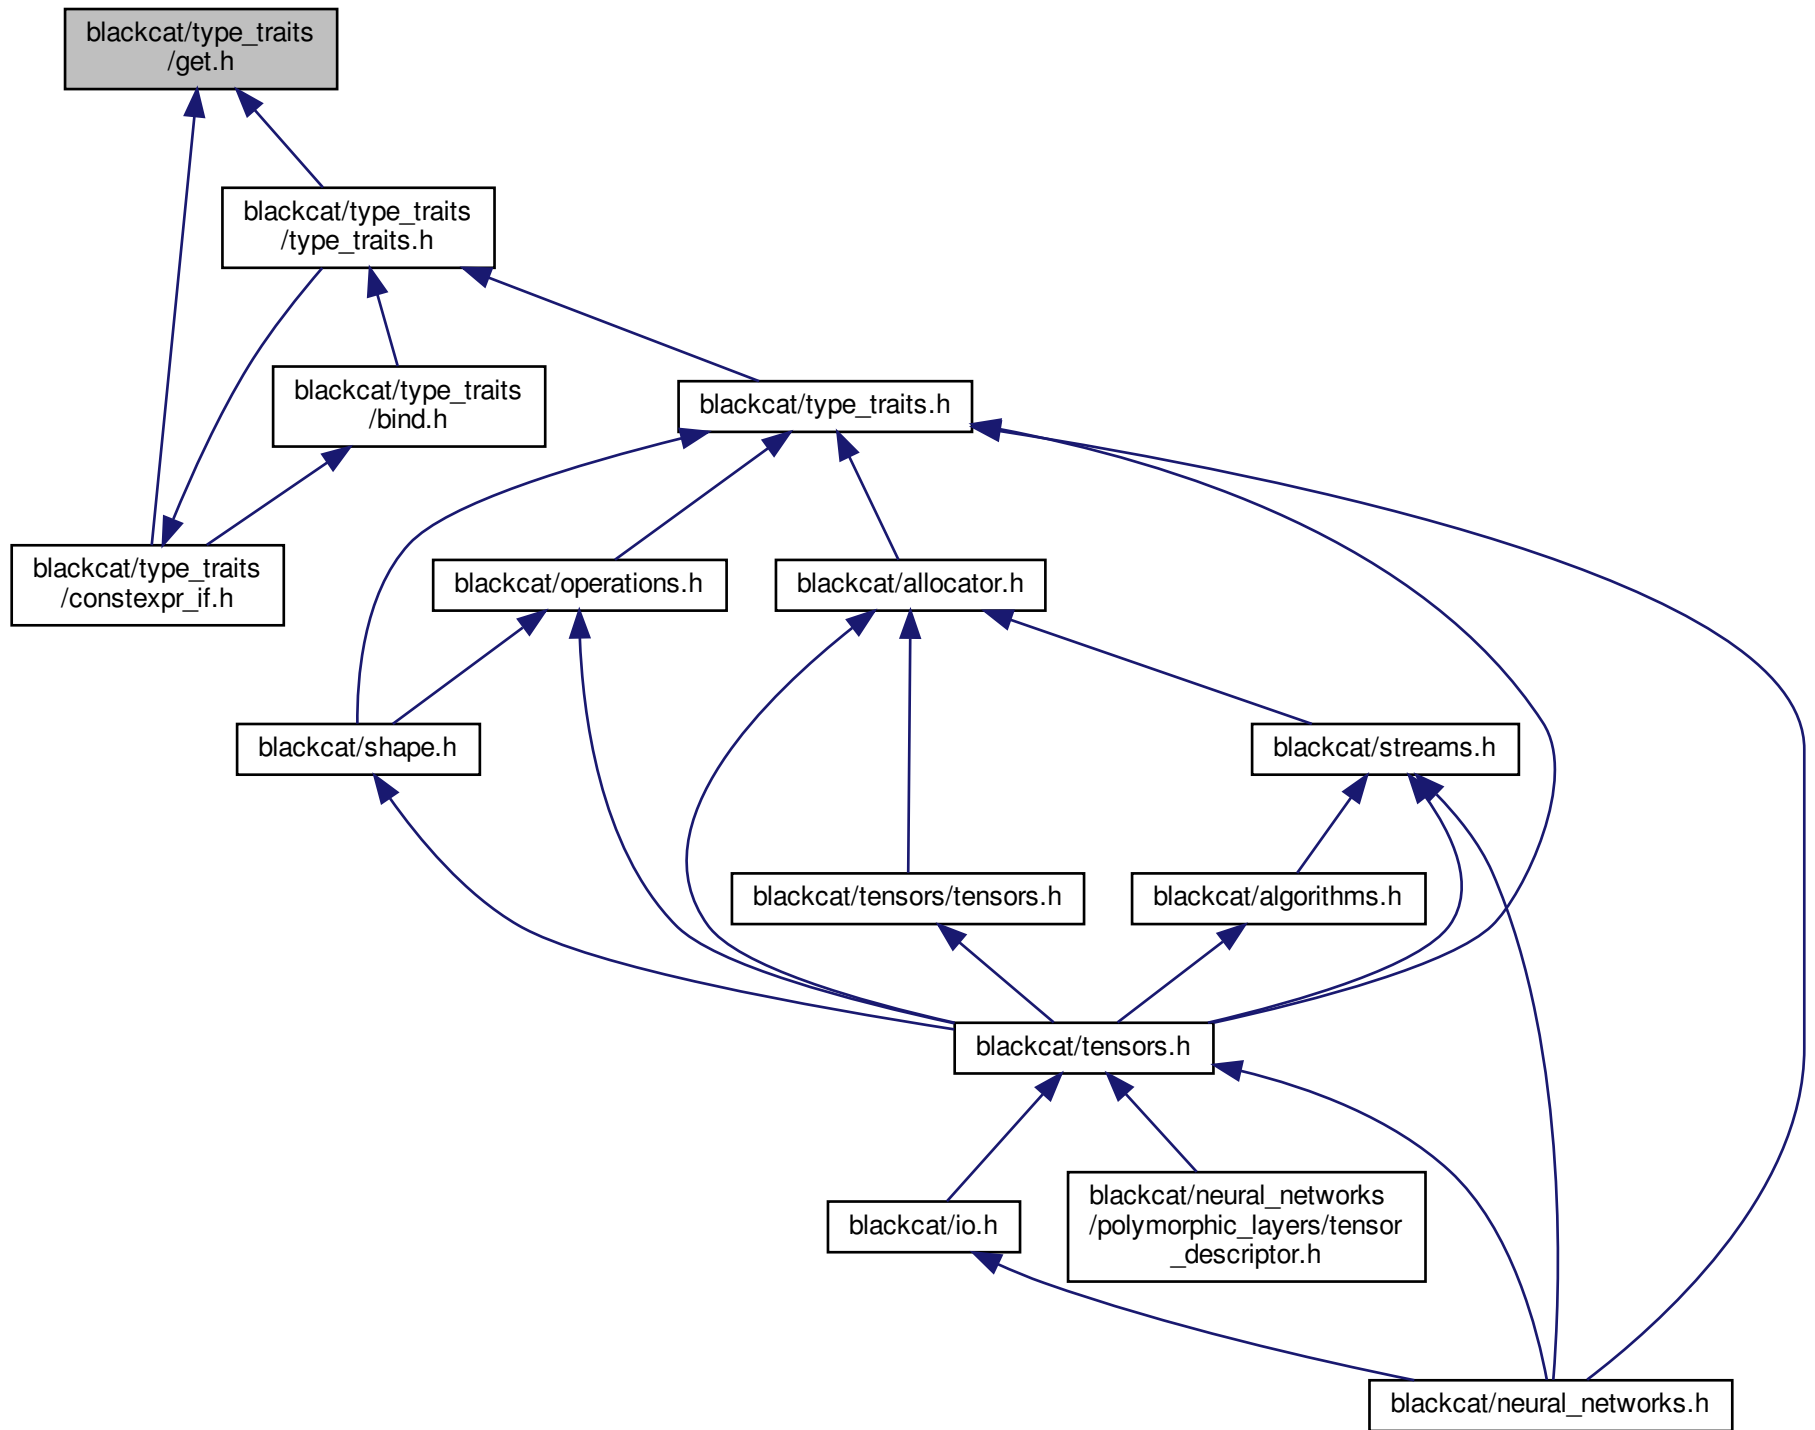 blackcat/type_traits
/get.h
blackcat/type_traits
/type_traits.h
blackcat/type_traits
/bind.h
blackcat/type_traits.h
blackcat/type_traits
/constexpr_if.h
blackcat/operations.h
blackcat/allocator.h
blackcat/shape.h
blackcat/streams.h
blackcat/tensors/tensors.h
blackcat/algorithms.h
blackcat/tensors.h
blackcat/io.h
blackcat/neural_networks
/polymorphic_layers/tensor
_descriptor.h
blackcat/neural_networks.h